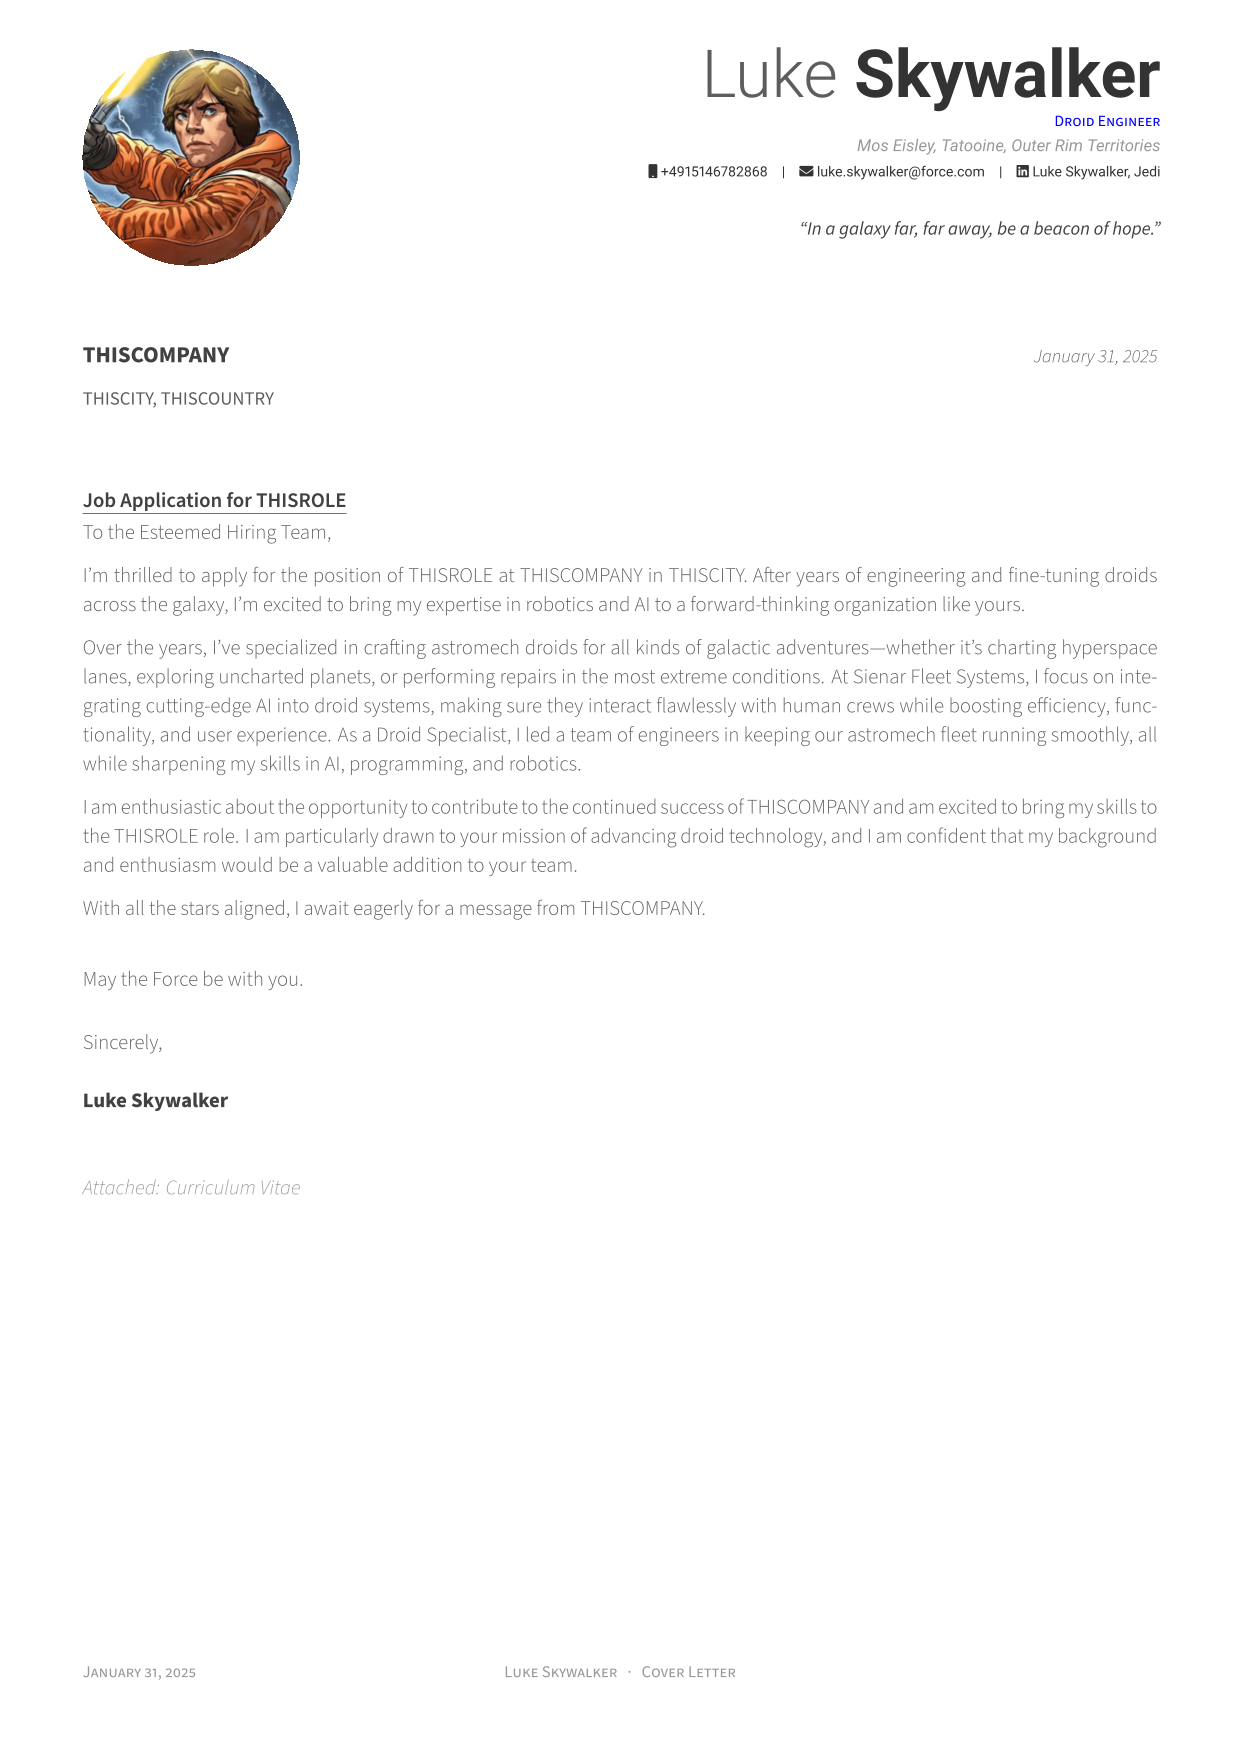 Luke Skywalker
Droid Engineer
Mos Eisley, Tatooine, Outer Rim Territories
+4915146782868 | luke.skywalker@force.com | Luke Skywalker, Jedi
“In a galaxy far, far away, be a beacon of hope.”
THISCOMPANY
January 31, 2025
THISCITY, THISCOUNTRY
Job Application for THISROLE
To the Esteemed Hiring Team,
I’m thrilled to apply for the position of THISROLE at THISCOMPANY in THISCITY. After years of engineering and fine-tuning droids
across the galaxy, I’m excited to bring my expertise in robotics and AI to a forward-thinking organization like yours.
Over the years, I’ve specialized in crafting astromech droids for all kinds of galactic adventures—whether it’s charting hyperspace
lanes, exploring uncharted planets, or performing repairs in the most extreme conditions. At Sienar Fleet Systems, I focus on inte-
grating cutting-edge AI into droid systems, making sure they interact flawlessly with human crews while boosting efficiency, func-
tionality, and user experience. As a Droid Specialist, I led a team of engineers in keeping our astromech fleet running smoothly, all
while sharpening my skills in AI, programming, and robotics.
I am enthusiastic about the opportunity to contribute to the continued success of THISCOMPANY and am excited to bring my skills to
the THISROLE role. I am particularly drawn to your mission of advancing droid technology, and I am confident that my background
and enthusiasm would be a valuable addition to your team.
With all the stars aligned, I await eagerly for a message from THISCOMPANY.
May the Force be with you.
Sincerely,
Luke Skywalker
Attached: Curriculum Vitae
January 31, 2025
Luke Skywalker · Cover Letter